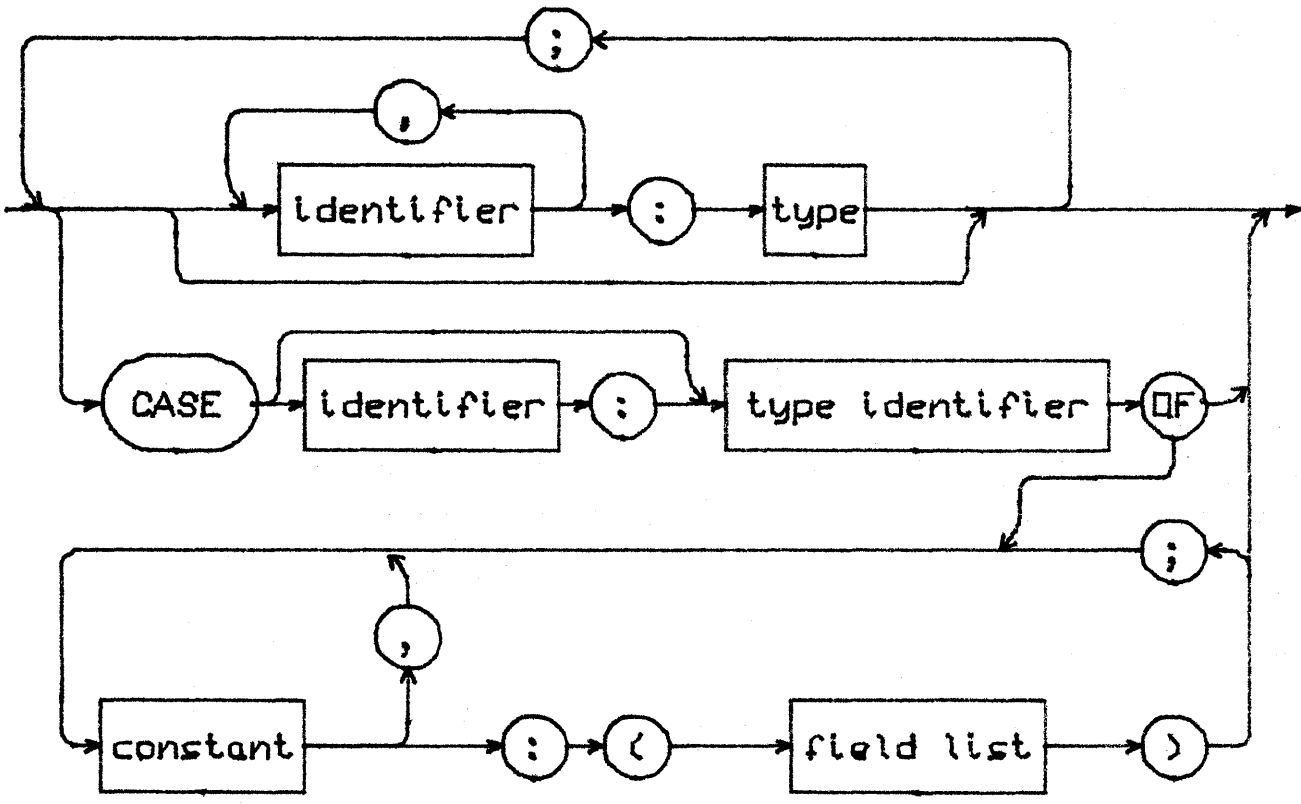 ;
,
identifier : type
CASE identifier : type identifier OF
;
,
constant : ( field list )